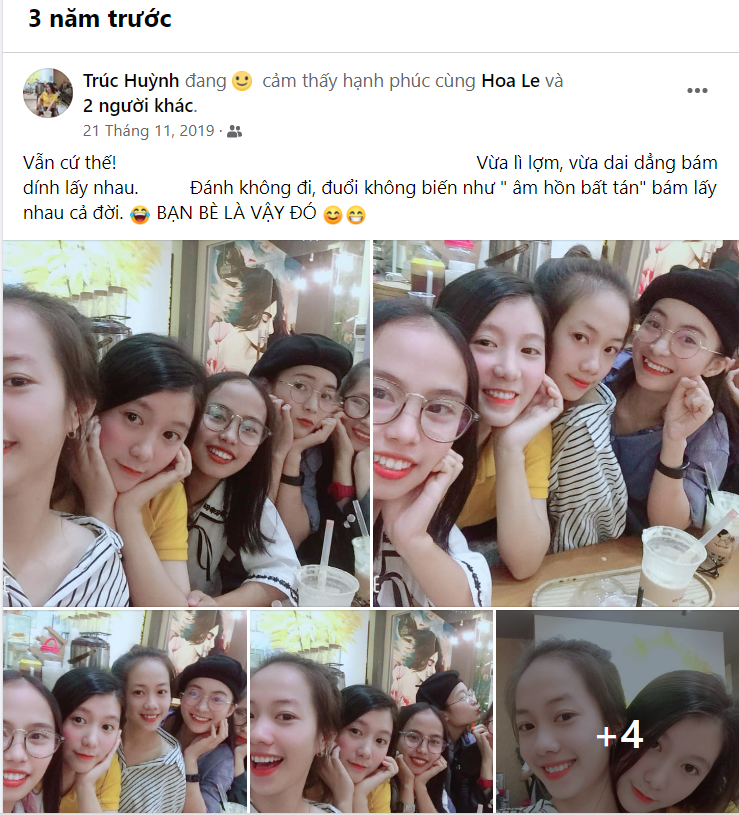 3 năm trước
Trúc Huỳnh đang 🙂 cảm thấy hạnh phúc cùng Hoa Le và
2 người khác.
21 Tháng 11, 2019 ·
Vẫn cứ thế! Vừa lì lợm, vừa dai dẳng bám
dính lấy nhau. Đánh không đi, đuổi không biến như " âm hồn bất tán" bám lấy
nhau cả đời. 😂 BẠN BÈ LÀ VẬY ĐÓ 😊😁
+4